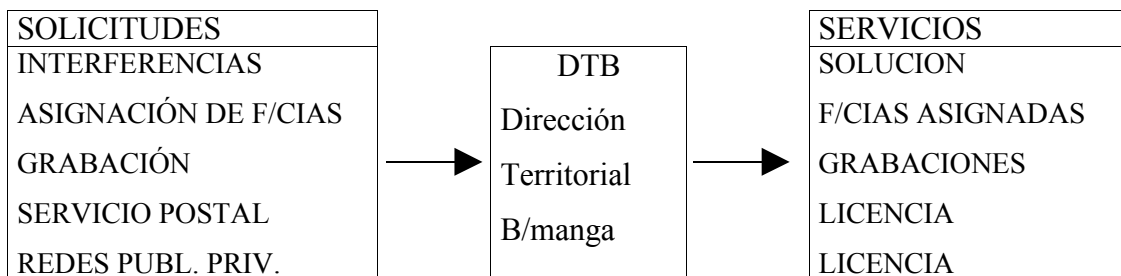 SOLICITUDES
INTERFERENCIAS
ASIGNACIÓN DE F/CIAS
GRABACIÓN
SERVICIO POSTAL
REDES PUBL. PRIV.
DTB
Dirección
Territorial
B/manga
SERVICIOS
SOLUCION
F/CIAS ASIGNADAS
GRABACIONES
LICENCIA
LICENCIA